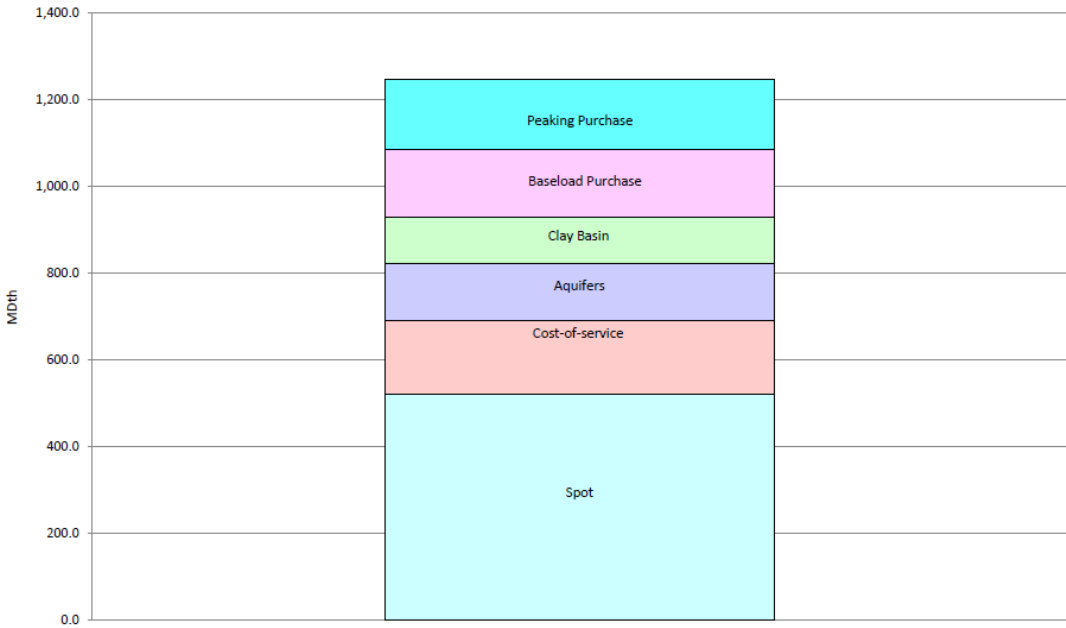 1,400.0
1,200.0
1,000.0
800.0
600.0
400.0
200.0
0.0
MDth
Peaking Purchase
Baseload Purchase
Clay Basin
Aquifers
Cost-of-service
Spot